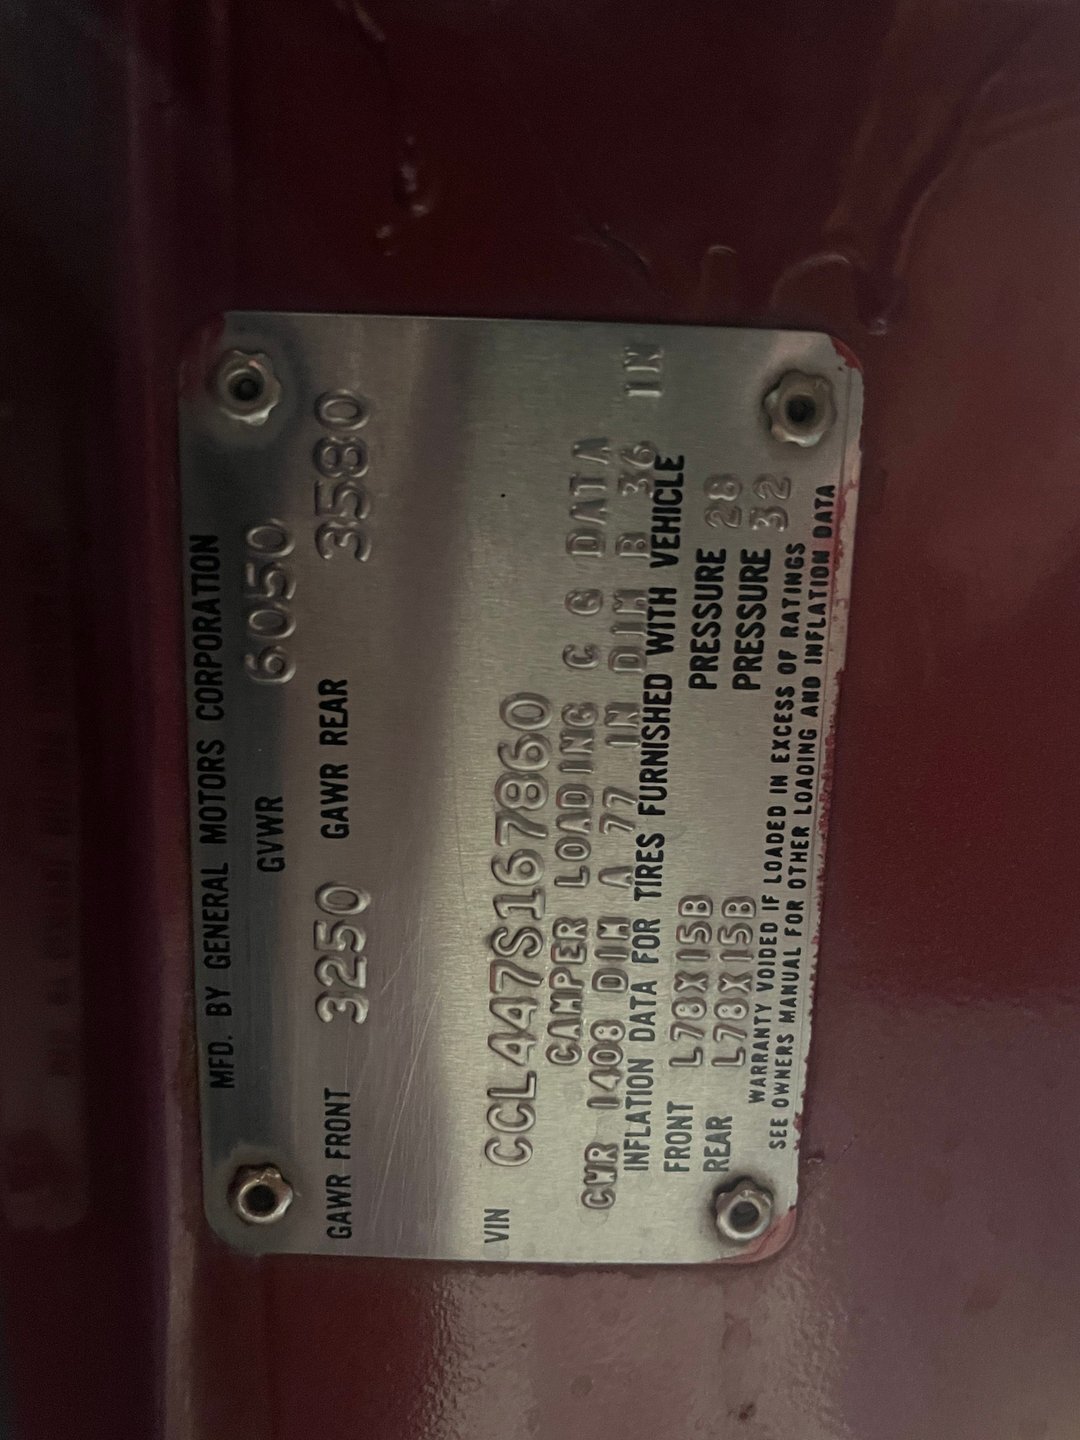 MFD. BY GENERAL MOTORS CORPORATION
GVWR 6050
GAWR FRONT 3250 GAWR REAR 3580
VIN CCL447S167860
CAMPER LOADING C G DATA
CWR 1408 DIM A 77 IN DIM B 36 IN
INFLATION DATA FOR TIRES FURNISHED WITH VEHICLE
FRONT L78X15B PRESSURE 28
REAR L78X15B PRESSURE 32
WARRANTY VOIDED IF LOADED IN EXCESS OF RATINGS
SEE OWNERS MANUAL FOR OTHER LOADING AND INFLATION DATA